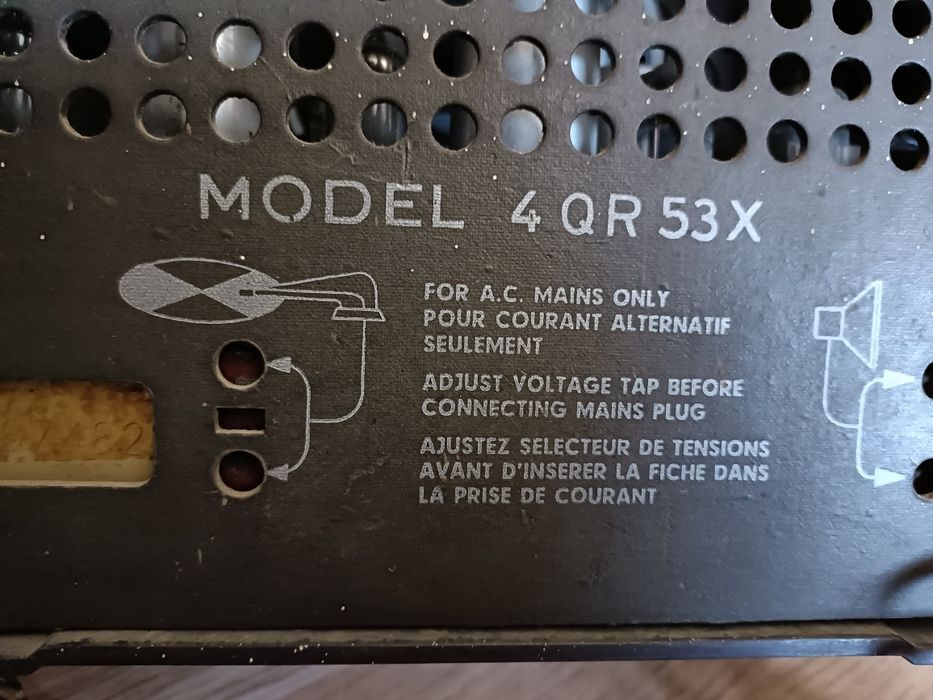 MODEL 4 QR 53X
FOR A.C. MAINS ONLY
POUR COURANT ALTERNATIF
SEULEMENT
ADJUST VOLTAGE TAP BEFORE
CONNECTING MAINS PLUG
AJUSTEZ SELECTEUR DE TENSIONS
AVANT D'INSERER LA FICHE DANS
LA PRISE DE COURANT